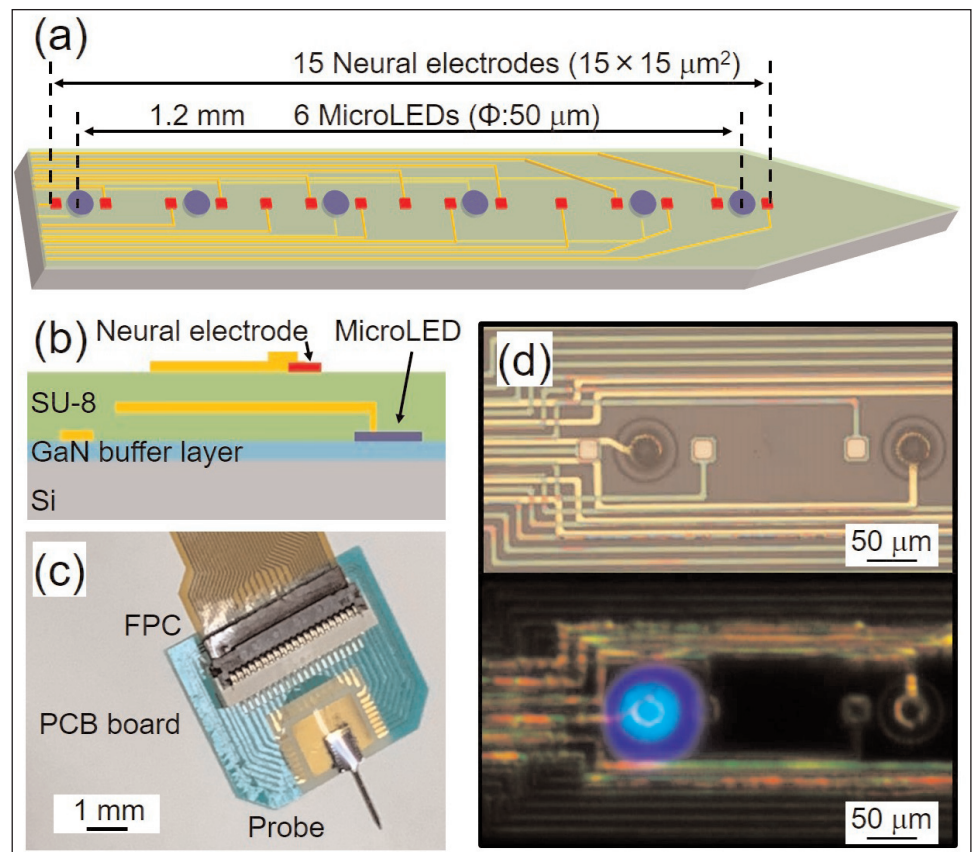 (a)
15 Neural electrodes (15 × 15 μm²)
1.2 mm 6 MicroLEDs (Φ:50 μm)
(b)
Neural electrode MicroLED
SU-8
GaN buffer layer
Si
(c)
FPC
PCB board
1 mm
Probe
(d)
50 μm
50 μm